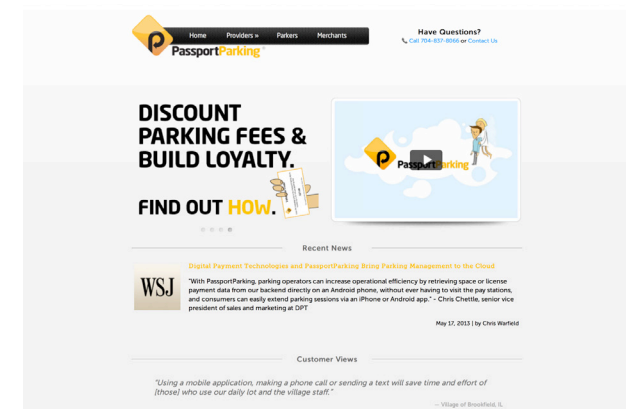 Home Providers » Parkers Merchants
PassportParking
Have Questions?
Call 704-837-8066 or Contact Us
DISCOUNT
PARKING FEES &
BUILD LOYALTY.
FIND OUT HOW.
PassportParking
Recent News
WSJ
Digital Payment Technologies and PassportParking Bring Parking Management to the Cloud
"With PassportParking, parking operators can increase operational efficiency by retrieving space or license
payment data from our backend directly on an Android phone, without ever having to visit the pay stations,
and consumers can easily extend parking sessions via an iPhone or Android app." - Chris Chettle, senior vice
president of sales and marketing at DPT
May 17, 2013 | by Chris Warfield
Customer Views
"Using a mobile application, making a phone call or sending a text will save time and effort of
[those] who use our daily lot and the village staff."
— Village of Brookfield, IL